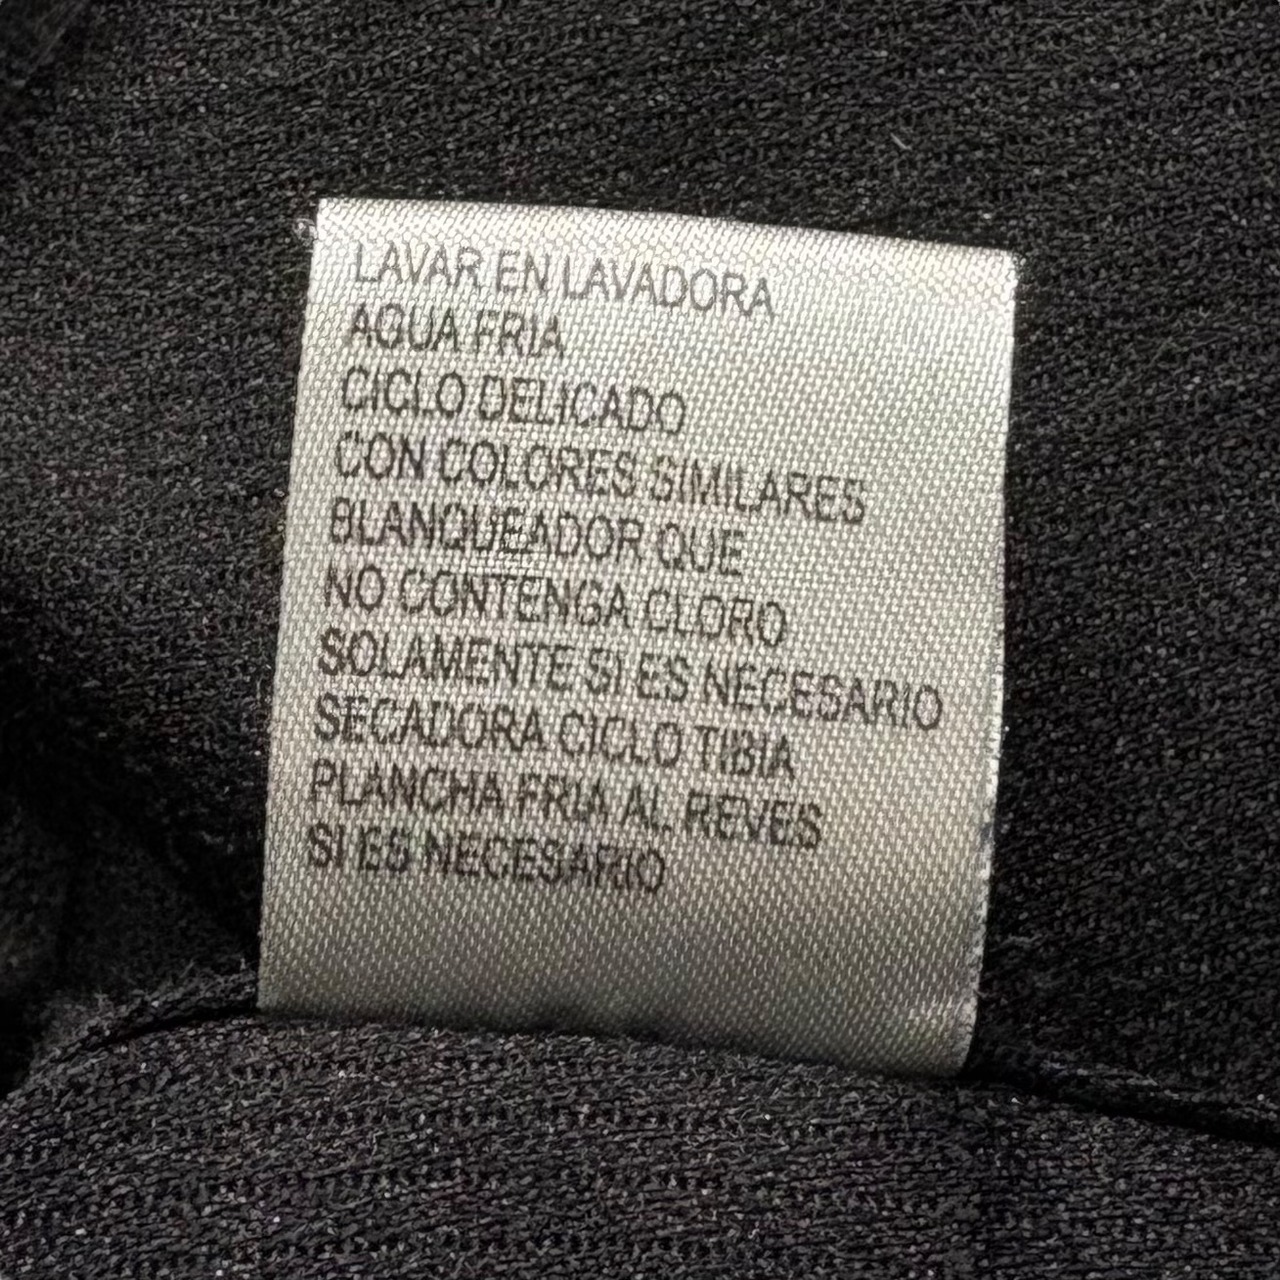 LAVAR EN LAVADORA
AGUA FRIA
CICLO DELICADO
CON COLORES SIMILARES
BLANQUEADOR QUE
NO CONTENGA CLORO
SOLAMENTE SI ES NECESARIO
SECADORA CICLO TIBIA
PLANCHA FRIA AL REVES
SI ES NECESARIO